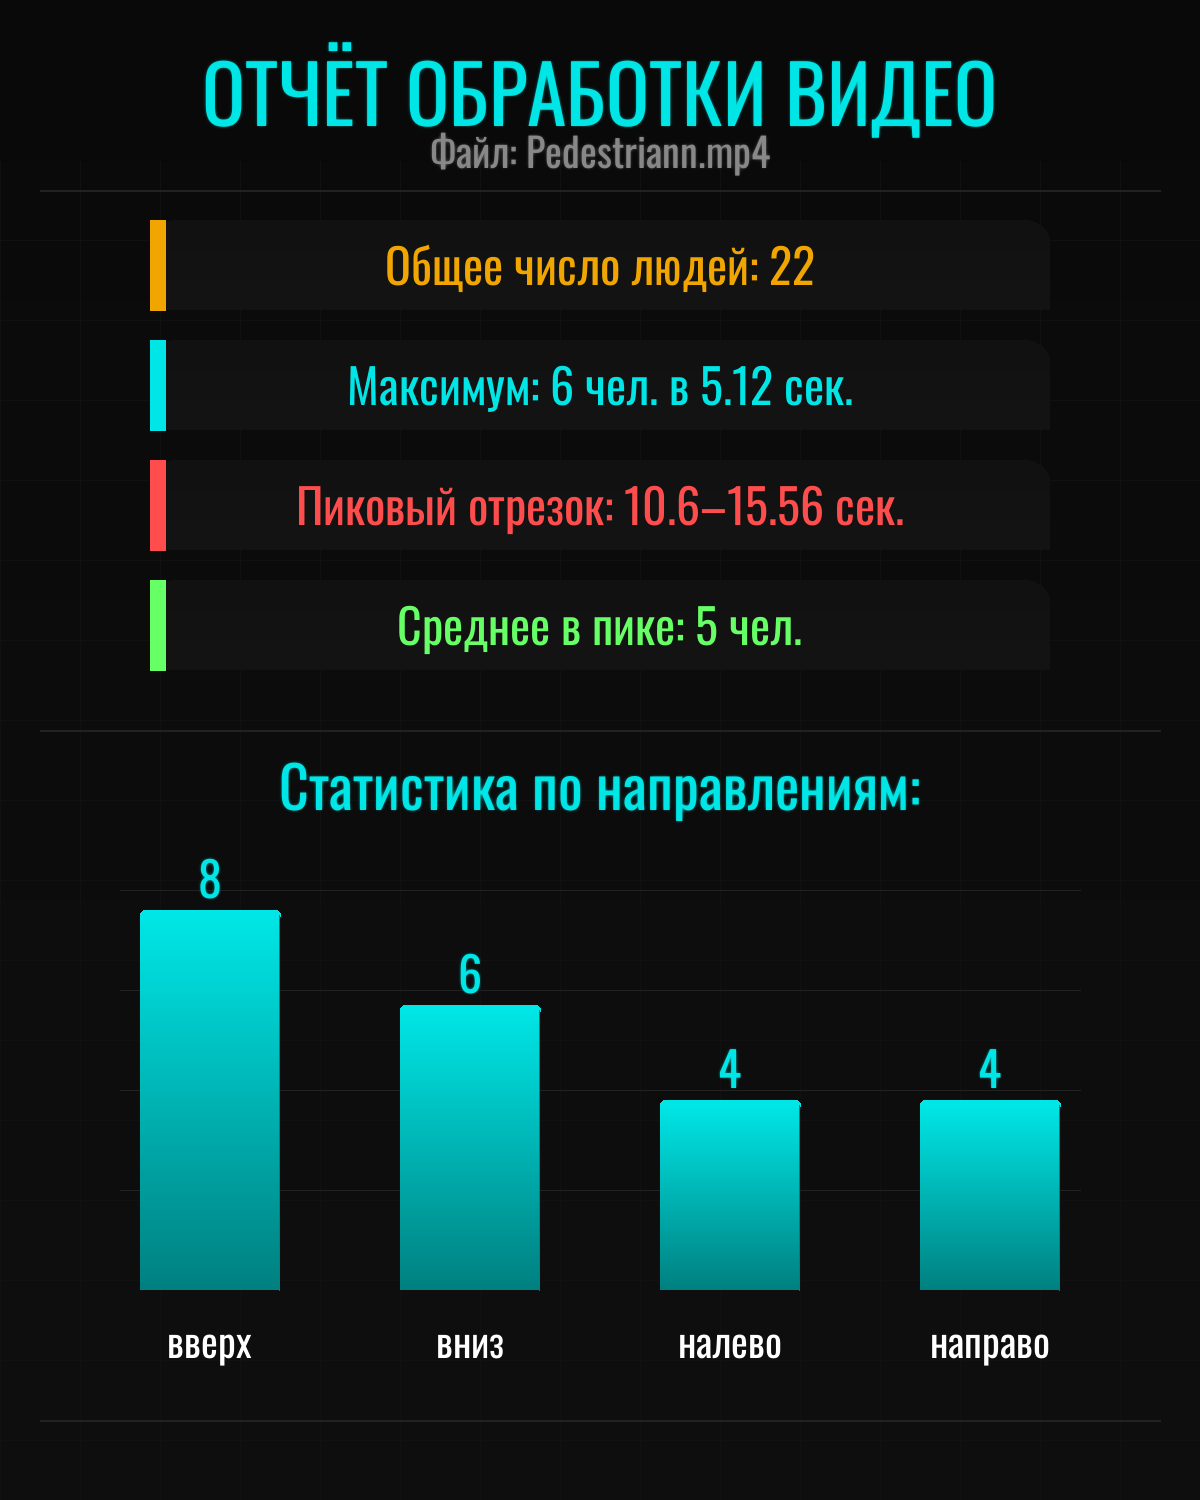 ОТЧЁТ ОБРАБОТКИ ВИДЕО
Файл: Pedestriann.mp4
Общее число людей: 22
Максимум: 6 чел. в 5.12 сек.
Пиковый отрезок: 10.6–15.56 сек.
Среднее в пике: 5 чел.
Статистика по направлениям:
8
6
4
4
вверх
вниз
налево
направо